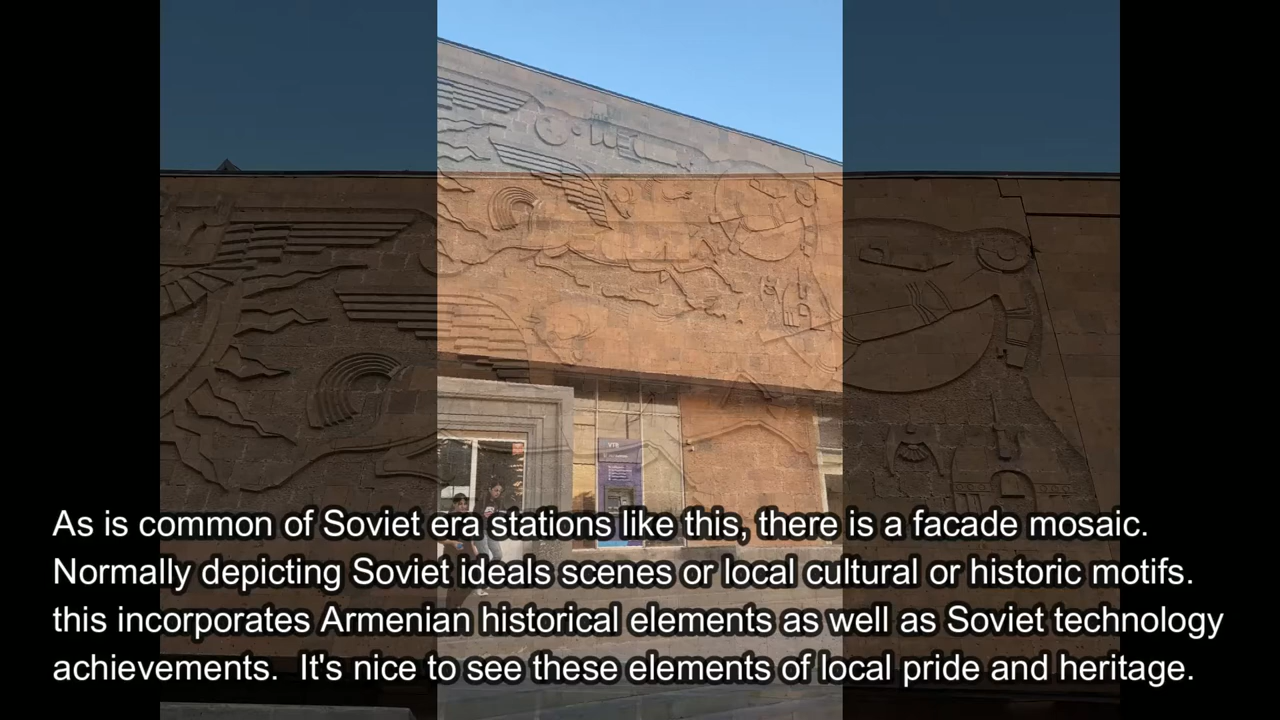 As is common of Soviet era stations like this, there is a facade mosaic.
Normally depicting Soviet ideals scenes or local cultural or historic motifs.
this incorporates Armenian historical elements as well as Soviet technology
achievements.  It's nice to see these elements of local pride and heritage.
VTB